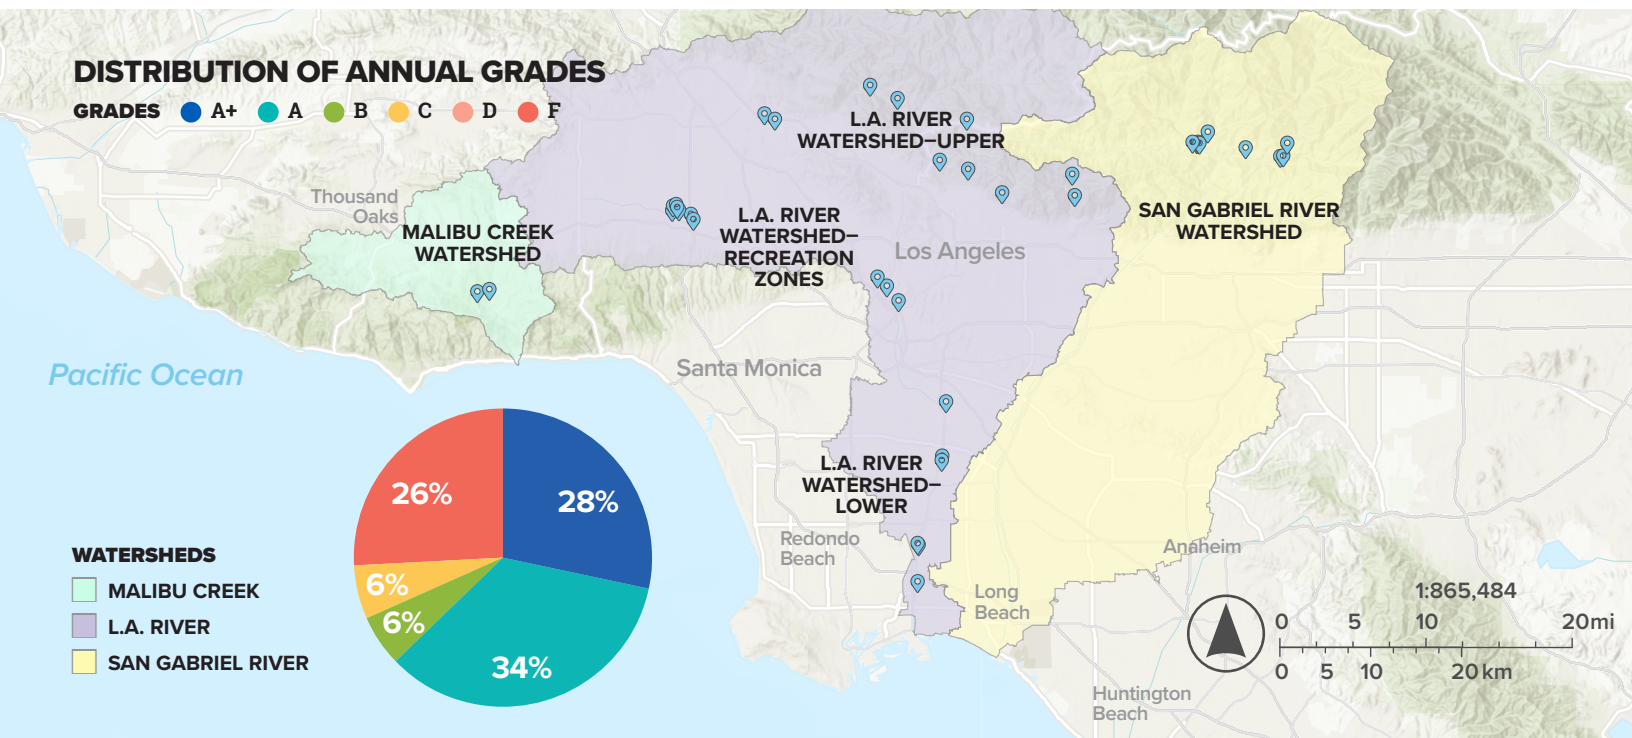 DISTRIBUTION OF ANNUAL GRADES
GRADES A+ A B C D F
L.A. RIVER
WATERSHED–UPPER
Thousand
Oaks
MALIBU CREEK
WATERSHED
L.A. RIVER
WATERSHED–
RECREATION
ZONES
Los Angeles
SAN GABRIEL RIVER
WATERSHED
Pacific Ocean
Santa Monica
L.A. RIVER
WATERSHED–
LOWER
Redondo
Beach
Anaheim
Long
Beach
Huntington
Beach
26%
28%
6%
6%
34%
WATERSHEDS
MALIBU CREEK
L.A. RIVER
SAN GABRIEL RIVER
1:865,484
0 5 10 20mi
0 5 10 20 km